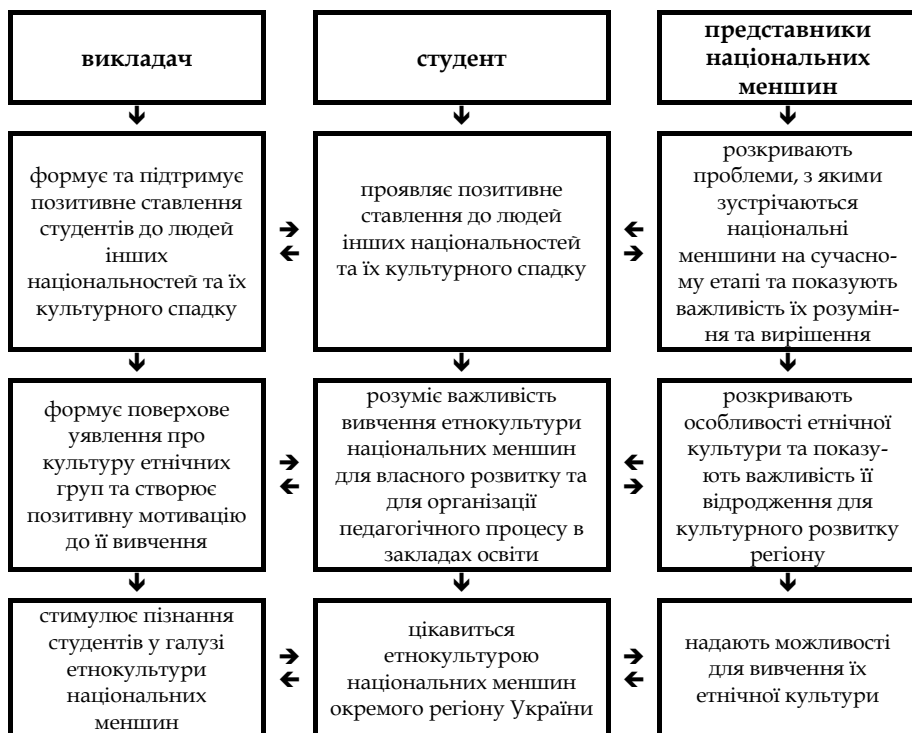 викладач
студент
представники
національних
меншин
формує та підтримує
позитивне ставлення
студентів до людей
інших
національностей та їх
культурного спадку
проявляє позитивне
ставлення до людей
інших національностей
та їх культурного спадку
розкривають
проблеми, з якими
зустрічаються
національні
меншини на сучасно-
му етапі та показують
важливість їх розумін-
ня та вирішення
формує поверхове
уявлення про
культуру етнічних
груп та створює
позитивну мотивацію
до її вивчення
розуміє важливість
вивчення етнокультури
національних меншин
для власного розвитку та
для організації
педагогічного процесу в
закладах освіти
розкривають
особливості етнічної
культури та показу-
ють важливість її
відродження для
культурного розвитку
регіону
стимулює пізнання
студентів у галузі
етнокультури
національних
меншин
цікавиться
етнокультурою
національних меншин
окремого регіону України
надають можливості
для вивчення їх
етнічної культури